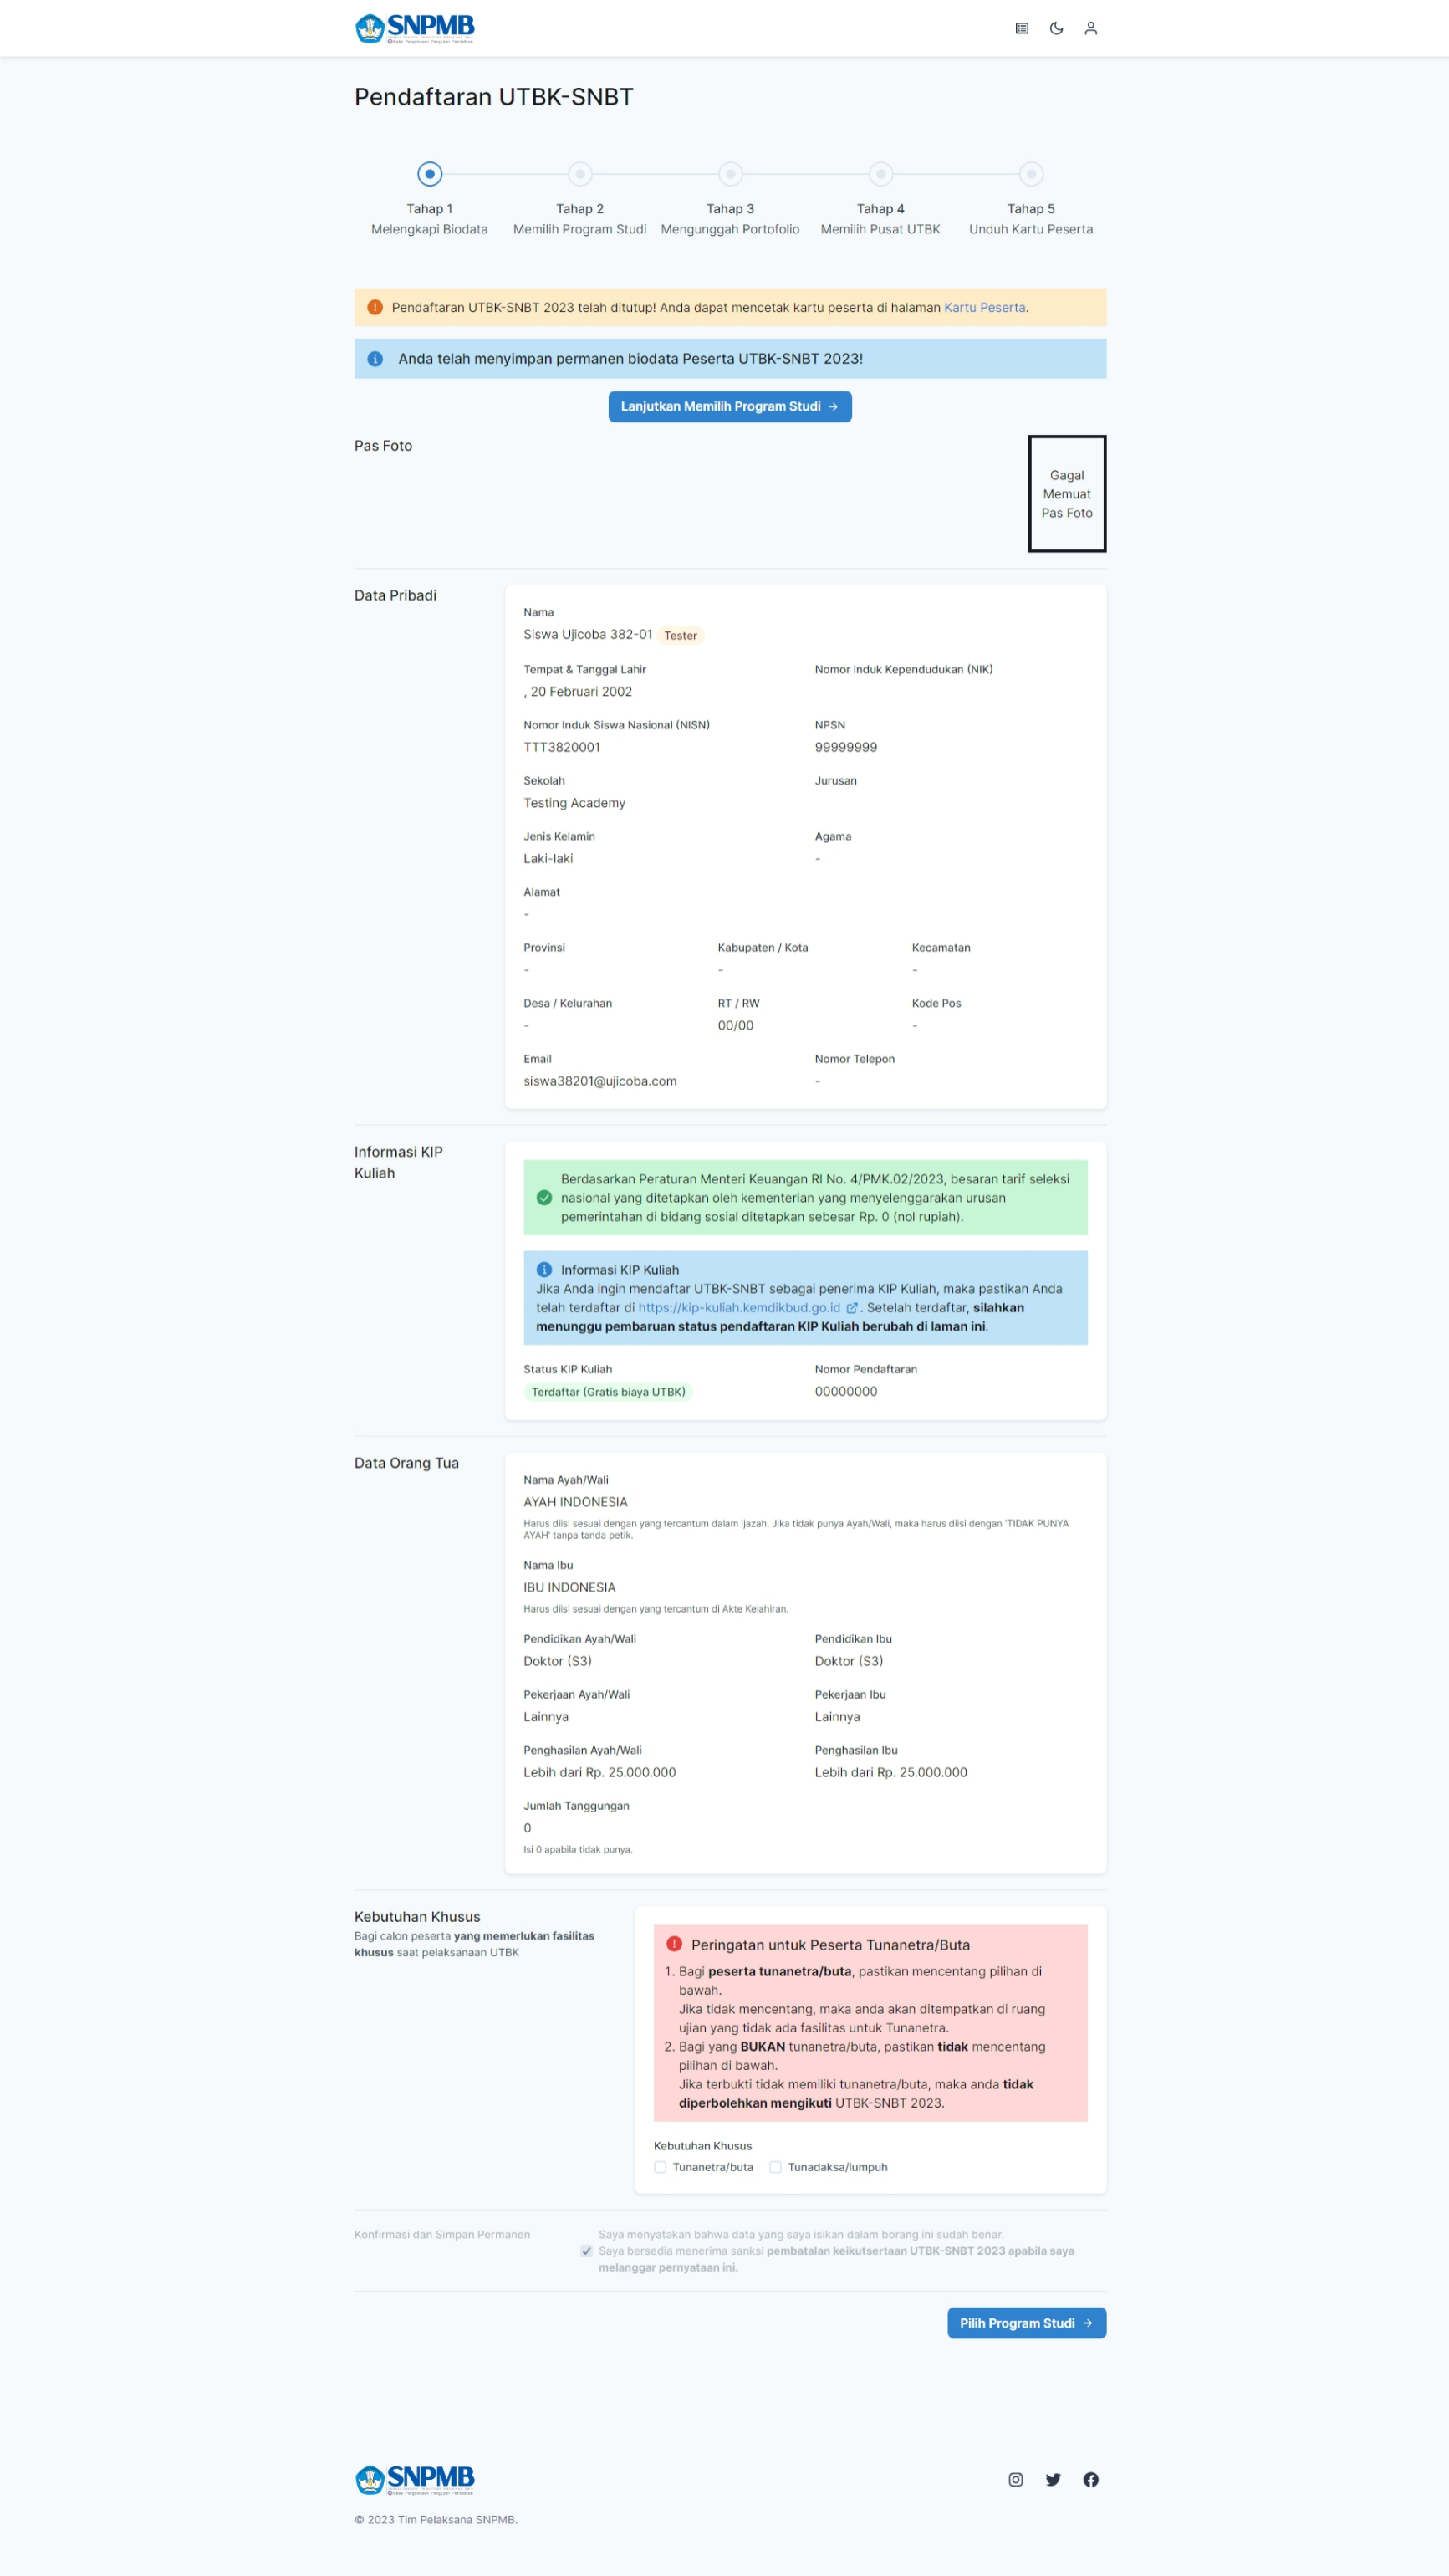 SNPMB
Pendaftaran UTBK-SNBT
Tahap 1
Melengkapi Biodata
Tahap 2
Memilih Program Studi
Tahap 3
Mengunggah Portofolio
Tahap 4
Memilih Pusat UTBK
Tahap 5
Unduh Kartu Peserta
Pendaftaran UTBK-SNBT 2023 telah ditutup! Anda dapat mencetak kartu peserta di halaman Kartu Peserta.
Anda telah menyimpan permanen biodata Peserta UTBK-SNBT 2023!
Lanjutkan Memilih Program Studi →
Pas Foto
Gagal
Memuat
Pas Foto
Data Pribadi
Nama
Siswa Ujicoba 382-01 Tester
Tempat & Tanggal Lahir
, 20 Februari 2002
Nomor Induk Kependudukan (NIK)
Nomor Induk Siswa Nasional (NISN)
TTT3820001
NPSN
99999999
Sekolah
Testing Academy
Jurusan
Jenis Kelamin
Laki-laki
Agama
-
Alamat
-
Provinsi
-
Kabupaten / Kota
-
Kecamatan
-
Desa / Kelurahan
-
RT / RW
00/00
Kode Pos
-
Email
siswa38201@ujicoba.com
Nomor Telepon
-
Informasi KIP
Kuliah
Berdasarkan Peraturan Menteri Keuangan RI No. 4/PMK.02/2023, besaran tarif seleksi
nasional yang ditetapkan oleh kementerian yang menyelenggarakan urusan
pemerintahan di bidang sosial ditetapkan sebesar Rp. 0 (nol rupiah).
Informasi KIP Kuliah
Jika Anda ingin mendaftar UTBK-SNBT sebagai penerima KIP Kuliah, maka pastikan Anda
telah terdaftar di https://kip-kuliah.kemdikbud.go.id . Setelah terdaftar, silahkan
menunggu pembaruan status pendaftaran KIP Kuliah berubah di laman ini.
Status KIP Kuliah
Terdaftar (Gratis biaya UTBK)
Nomor Pendaftaran
00000000
Data Orang Tua
Nama Ayah/Wali
AYAH INDONESIA
Harus diisi sesuai dengan yang tercantum dalam ijazah. Jika tidak punya Ayah/Wali, maka harus diisi dengan 'TIDAK PUNYA
AYAH' tanpa tanda petik.
Nama Ibu
IBU INDONESIA
Harus diisi sesuai dengan yang tercantum di Akte Kelahiran.
Pendidikan Ayah/Wali
Doktor (S3)
Pendidikan Ibu
Doktor (S3)
Pekerjaan Ayah/Wali
Lainnya
Pekerjaan Ibu
Lainnya
Penghasilan Ayah/Wali
Lebih dari Rp. 25.000.000
Penghasilan Ibu
Lebih dari Rp. 25.000.000
Jumlah Tanggungan
0
Isi 0 apabila tidak punya.
Kebutuhan Khusus
Bagi calon peserta yang memerlukan fasilitas
khusus saat pelaksanaan UTBK
Peringatan untuk Peserta Tunanetra/Buta
1. Bagi peserta tunanetra/buta, pastikan mencentang pilihan di
bawah.
Jika tidak mencentang, maka anda akan ditempatkan di ruang
ujian yang tidak ada fasilitas untuk Tunanetra.
2. Bagi yang BUKAN tunanetra/buta, pastikan tidak mencentang
pilihan di bawah.
Jika terbukti tidak memiliki tunanetra/buta, maka anda tidak
diperbolehkan mengikuti UTBK-SNBT 2023.
Kebutuhan Khusus
Tunanetra/buta
Tunadaksa/lumpuh
Konfirmasi dan Simpan Permanen
Saya menyatakan bahwa data yang saya isikan dalam borang ini sudah benar.
Saya bersedia menerima sanksi pembatalan keikutsertaan UTBK-SNBT 2023 apabila saya
melanggar pernyataan ini.
Pilih Program Studi →
SNPMB
© 2023 Tim Pelaksana SNPMB.